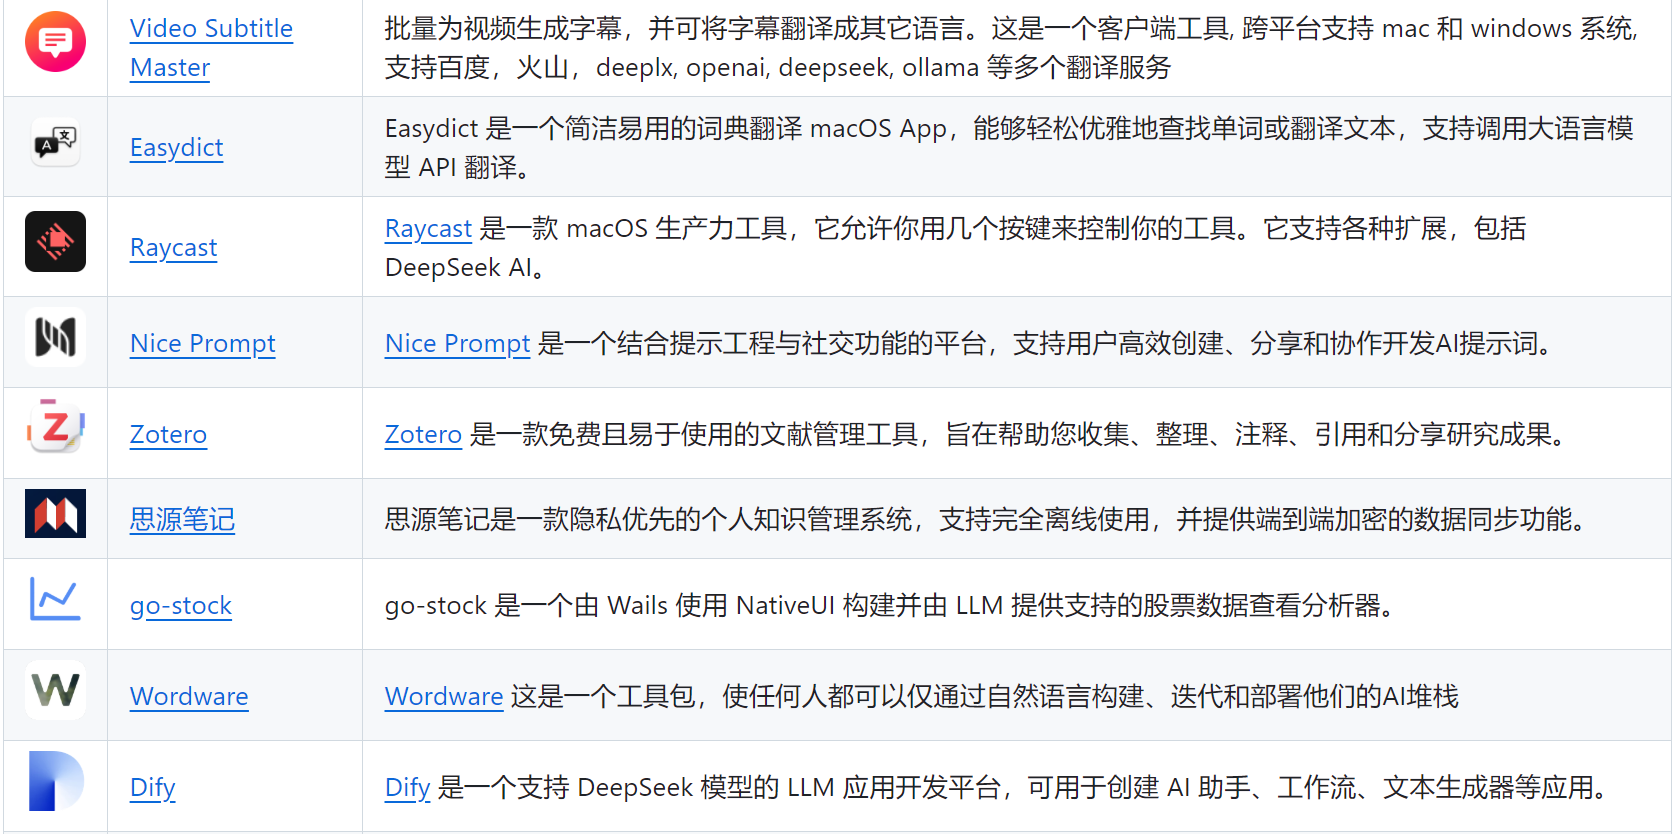 Video Subtitle
Master
批量为视频生成字幕，并可将字幕翻译成其它语言。这是一个客户端工具, 跨平台支持 mac 和 windows 系统,
支持百度，火山，deeplx, openai, deepseek, ollama 等多个翻译服务
Easydict
Easydict 是一个简洁易用的词典翻译 macOS App，能够轻松优雅地查找单词或翻译文本，支持调用大语言模
型 API 翻译。
Raycast
Raycast 是一款 macOS 生产力工具，它允许你用几个按键来控制你的工具。它支持各种扩展，包括
DeepSeek AI。
Nice Prompt
Nice Prompt 是一个结合提示工程与社交功能的平台，支持用户高效创建、分享和协作开发AI提示词。
Zotero
Zotero 是一款免费且易于使用的文献管理工具，旨在帮助您收集、整理、注释、引用和分享研究成果。
思源笔记
思源笔记是一款隐私优先的个人知识管理系统，支持完全离线使用，并提供端到端加密的数据同步功能。
go-stock
go-stock 是一个由 Wails 使用 NativeUI 构建并由 LLM 提供支持的股票数据查看分析器。
Wordware
Wordware 这是一个工具包，使任何人都可以仅通过自然语言构建、迭代和部署他们的AI堆栈
Dify
Dify 是一个支持 DeepSeek 模型的 LLM 应用开发平台，可用于创建 AI 助手、工作流、文本生成器等应用。